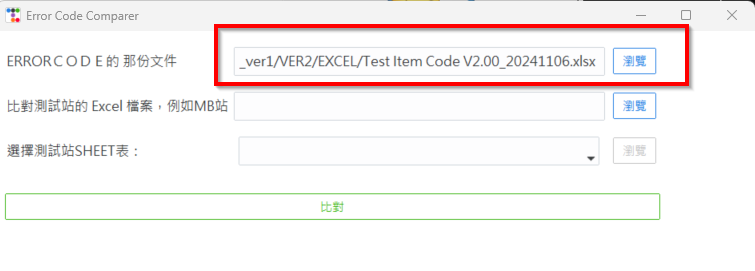 Error Code Comparer
ERROR C O D E 的 那份文件 _ver1/VER2/EXCEL/Test Item Code V2.00_20241106.xlsx 瀏覽
比對測試站的 Excel 檔案，例如MB站 瀏覽
選擇測試站SHEET表： 瀏覽
比對